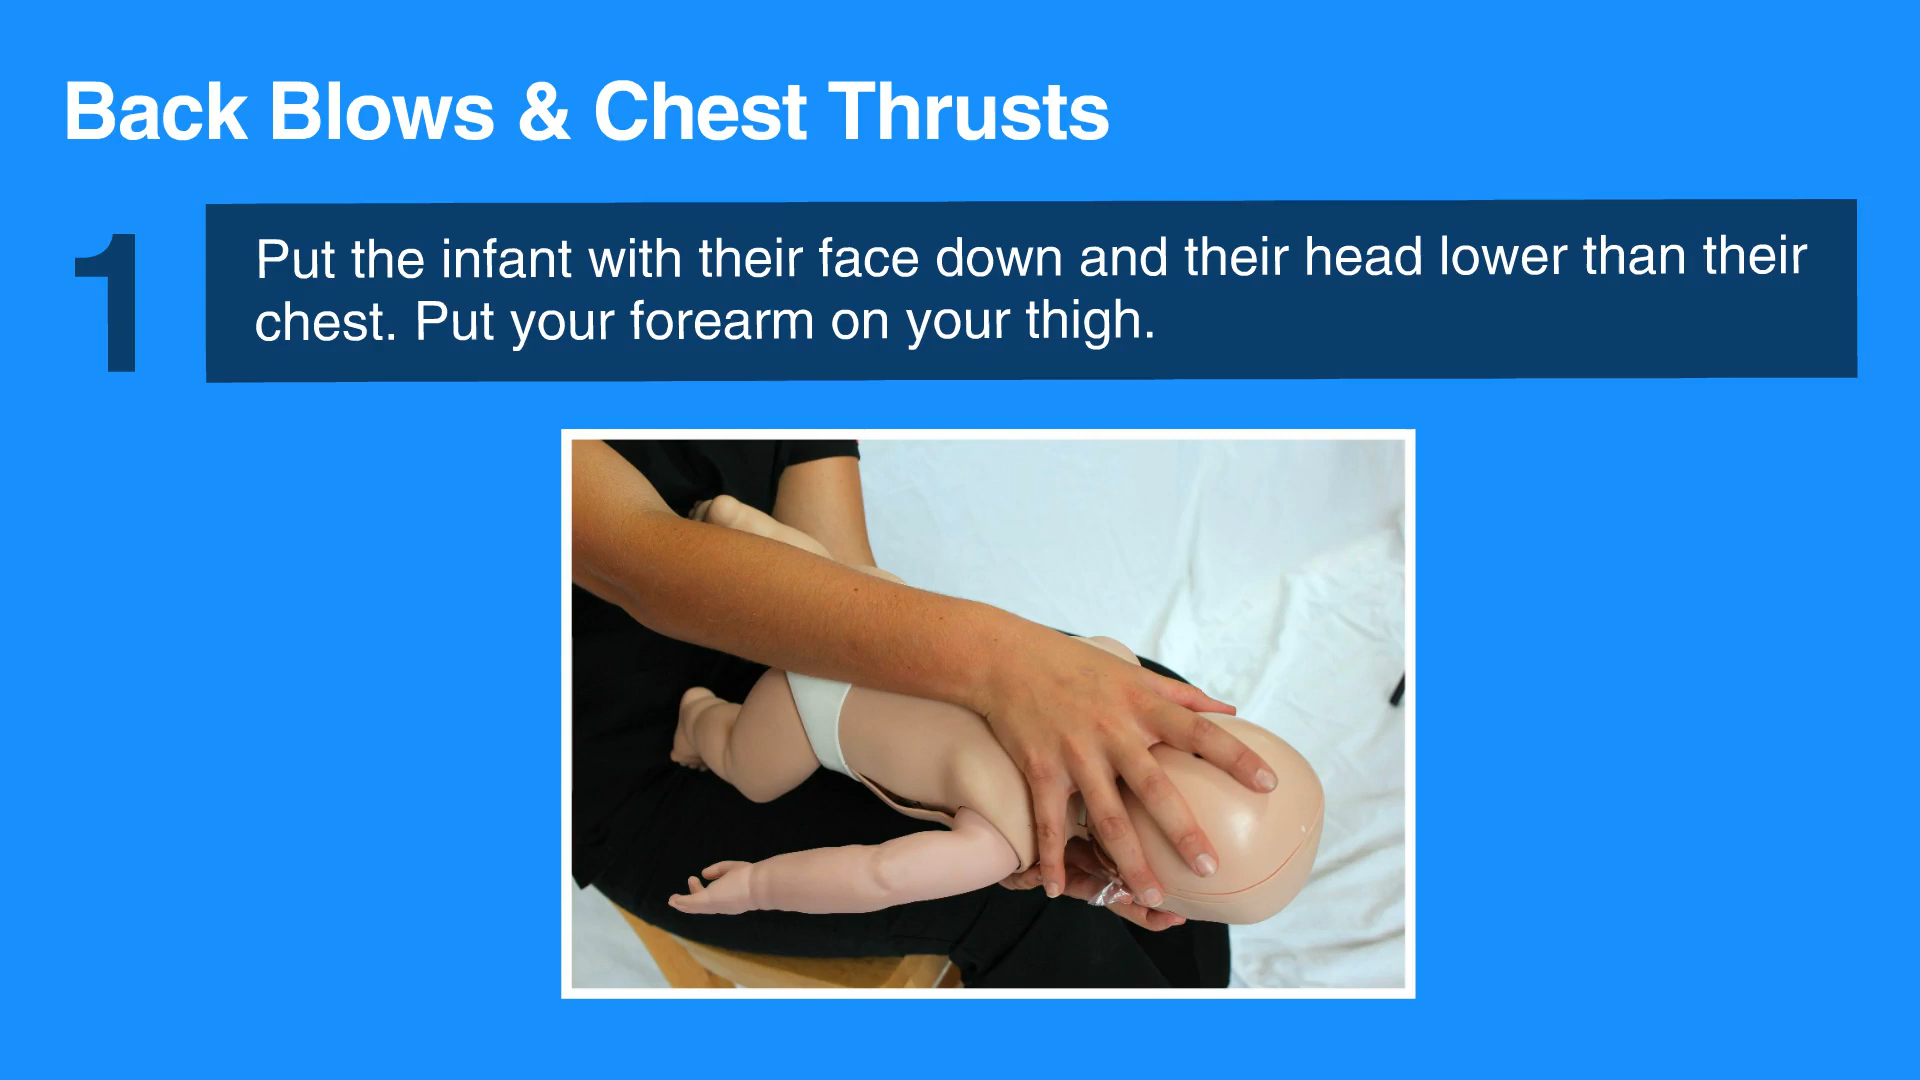 Back Blows & Chest Thrusts
1
Put the infant with their face down and their head lower than their
chest. Put your forearm on your thigh.